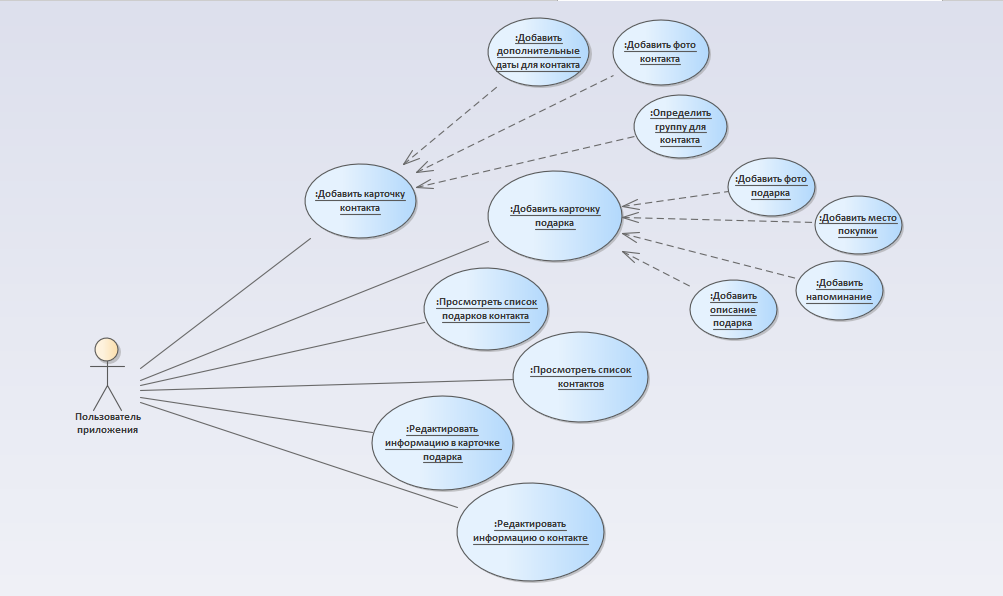 :Добавить
дополнительные
даты для контакта
:Добавить фото
контакта
:Определить
группу для
контакта
:Добавить карточку
контакта
:Добавить карточку
подарка
:Добавить фото
подарка
:Добавить место
покупки
:Добавить
напоминание
:Добавить
описание
подарка
:Просмотреть список
подарков контакта
:Просмотреть список
контактов
Пользователь
приложения
:Редактировать
информацию в карточке
подарка
:Редактировать
информацию о контакте